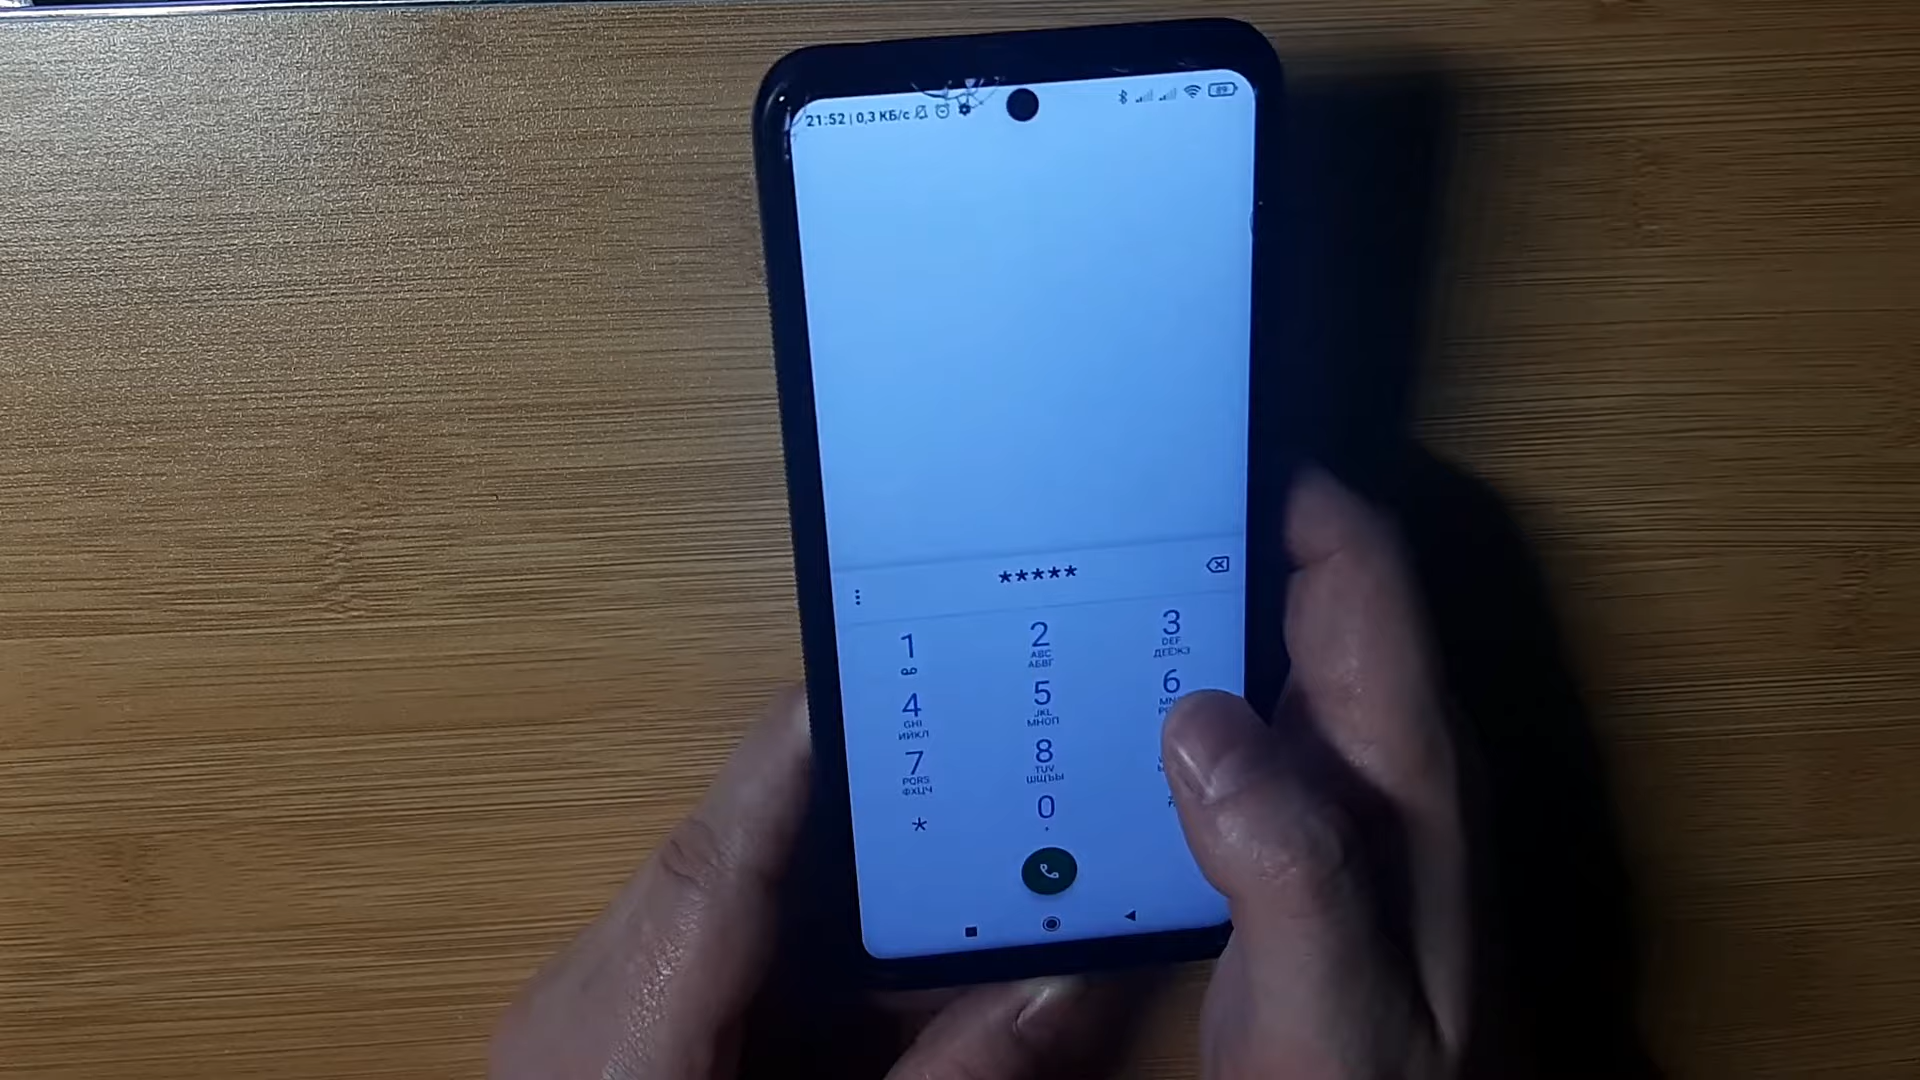 21:52 | 0,3 КБ/с
89
*****
1 2 3
ABC DEF
АБВГ ДЕЁЖЗ
4 5 6
GHI JKL
ИЙКЛ МНОП
7 8
PQRS TUV
ФХЦЧ ШЩЪЫ
* 0